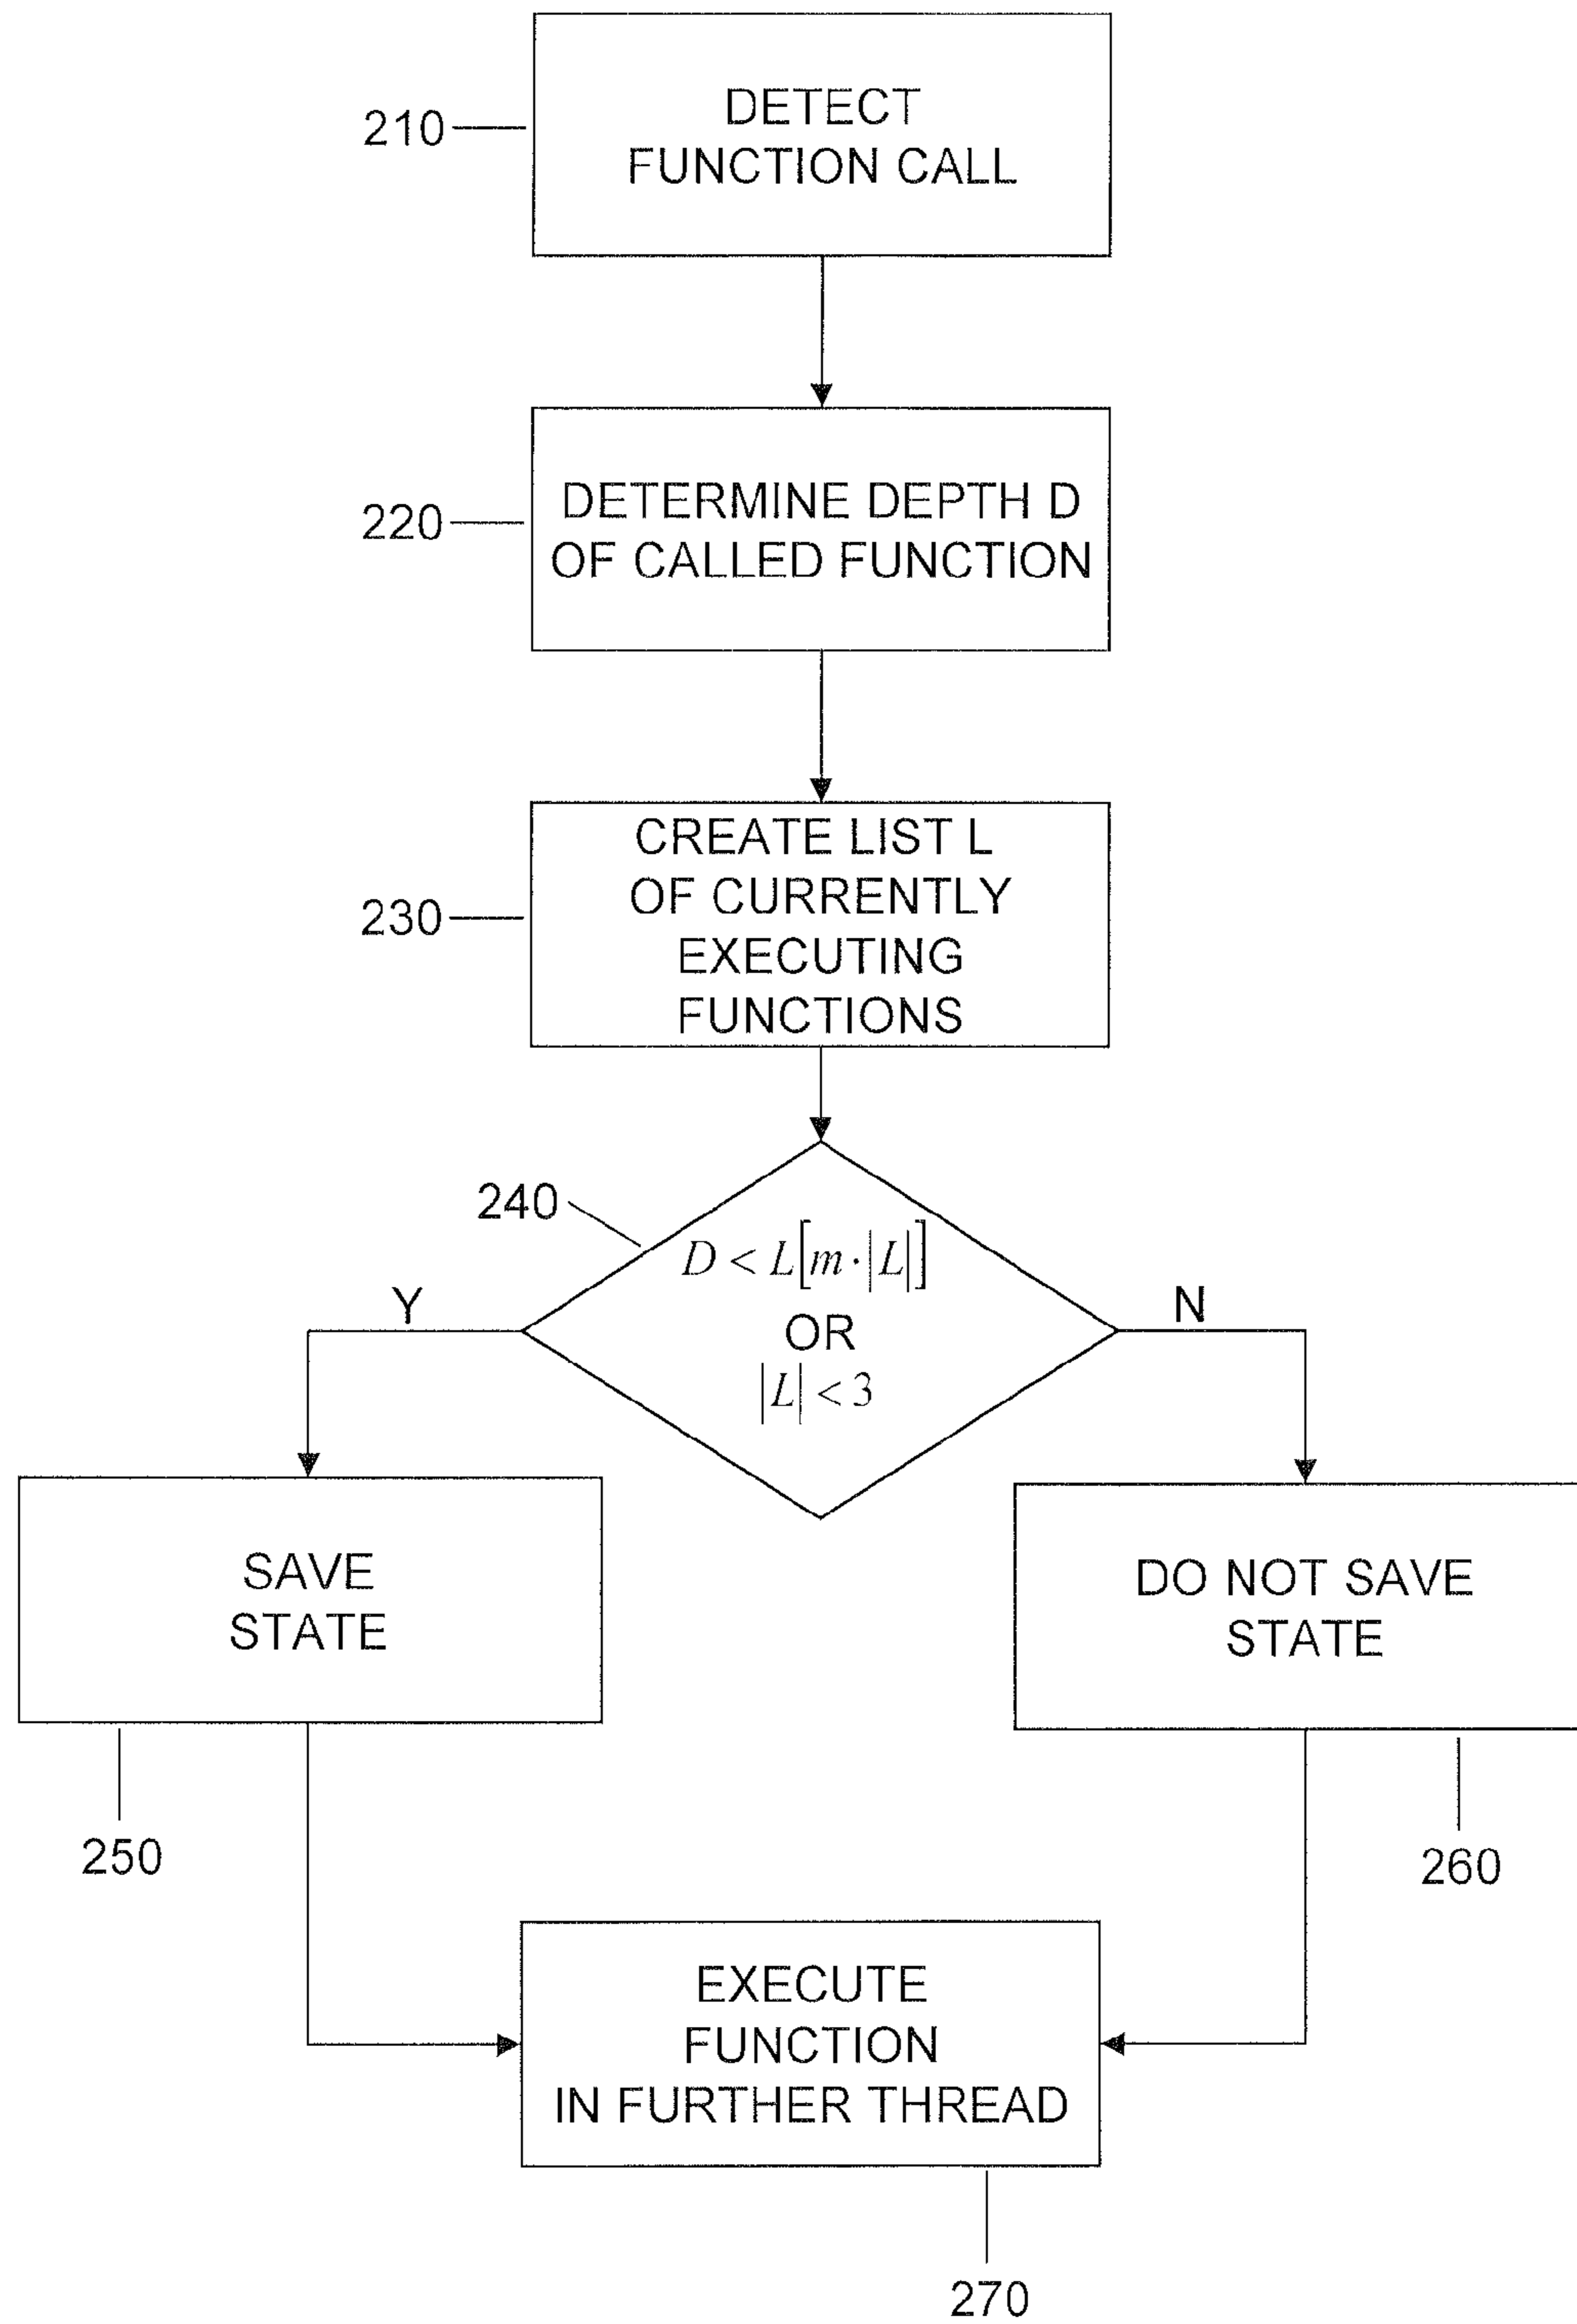 DETECT
FUNCTION CALL
210
DETERMINE DEPTH D
OF CALLED FUNCTION
220
CREATE LIST L
OF CURRENTLY
EXECUTING
FUNCTIONS
230
240
D < L[m·|L|]
OR
|L| < 3
Y
N
SAVE
STATE
DO NOT SAVE
STATE
250
260
EXECUTE
FUNCTION
IN FURTHER THREAD
270